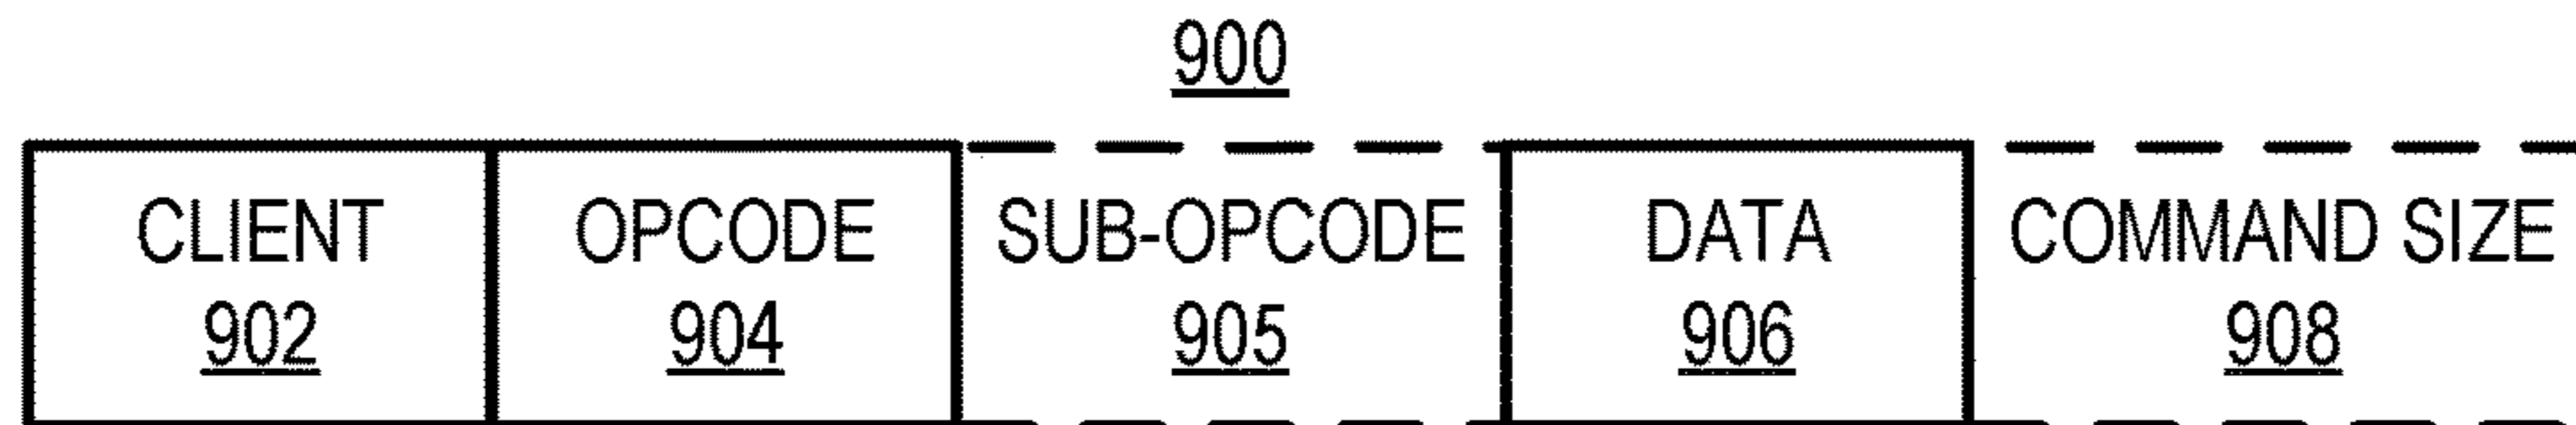 900
CLIENT OPCODE SUB-OPCODE DATA COMMAND SIZE
902 904 905 906 908